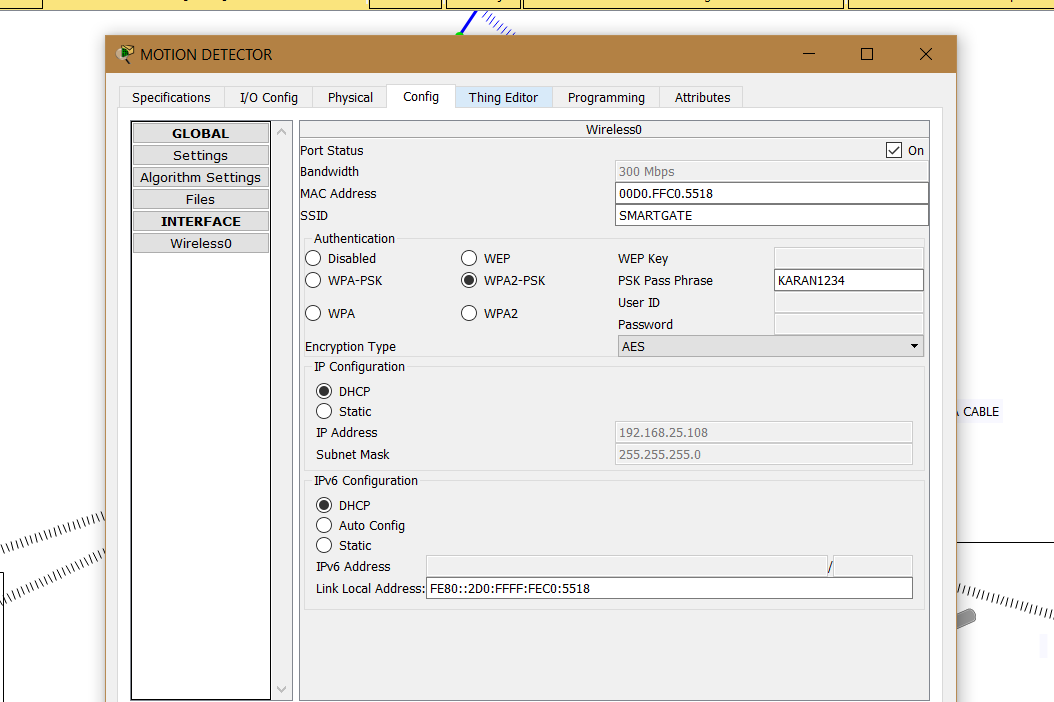 MOTION DETECTOR
Specifications I/O Config Physical Config Thing Editor Programming Attributes
GLOBAL
Settings
Algorithm Settings
Files
INTERFACE
Wireless0
Wireless0
Port Status On
Bandwidth 300 Mbps
MAC Address 00D0.FFC0.5518
SSID SMARTGATE
Authentication
Disabled WEP WEP Key
WPA-PSK WPA2-PSK PSK Pass Phrase KARAN1234
User ID
WPA WPA2
Password
Encryption Type AES
IP Configuration
DHCP
Static
IP Address 192.168.25.108
Subnet Mask 255.255.255.0
IPv6 Configuration
DHCP
Auto Config
Static
IPv6 Address /
Link Local Address: FE80::2D0:FFFF:FEC0:5518
CABLE